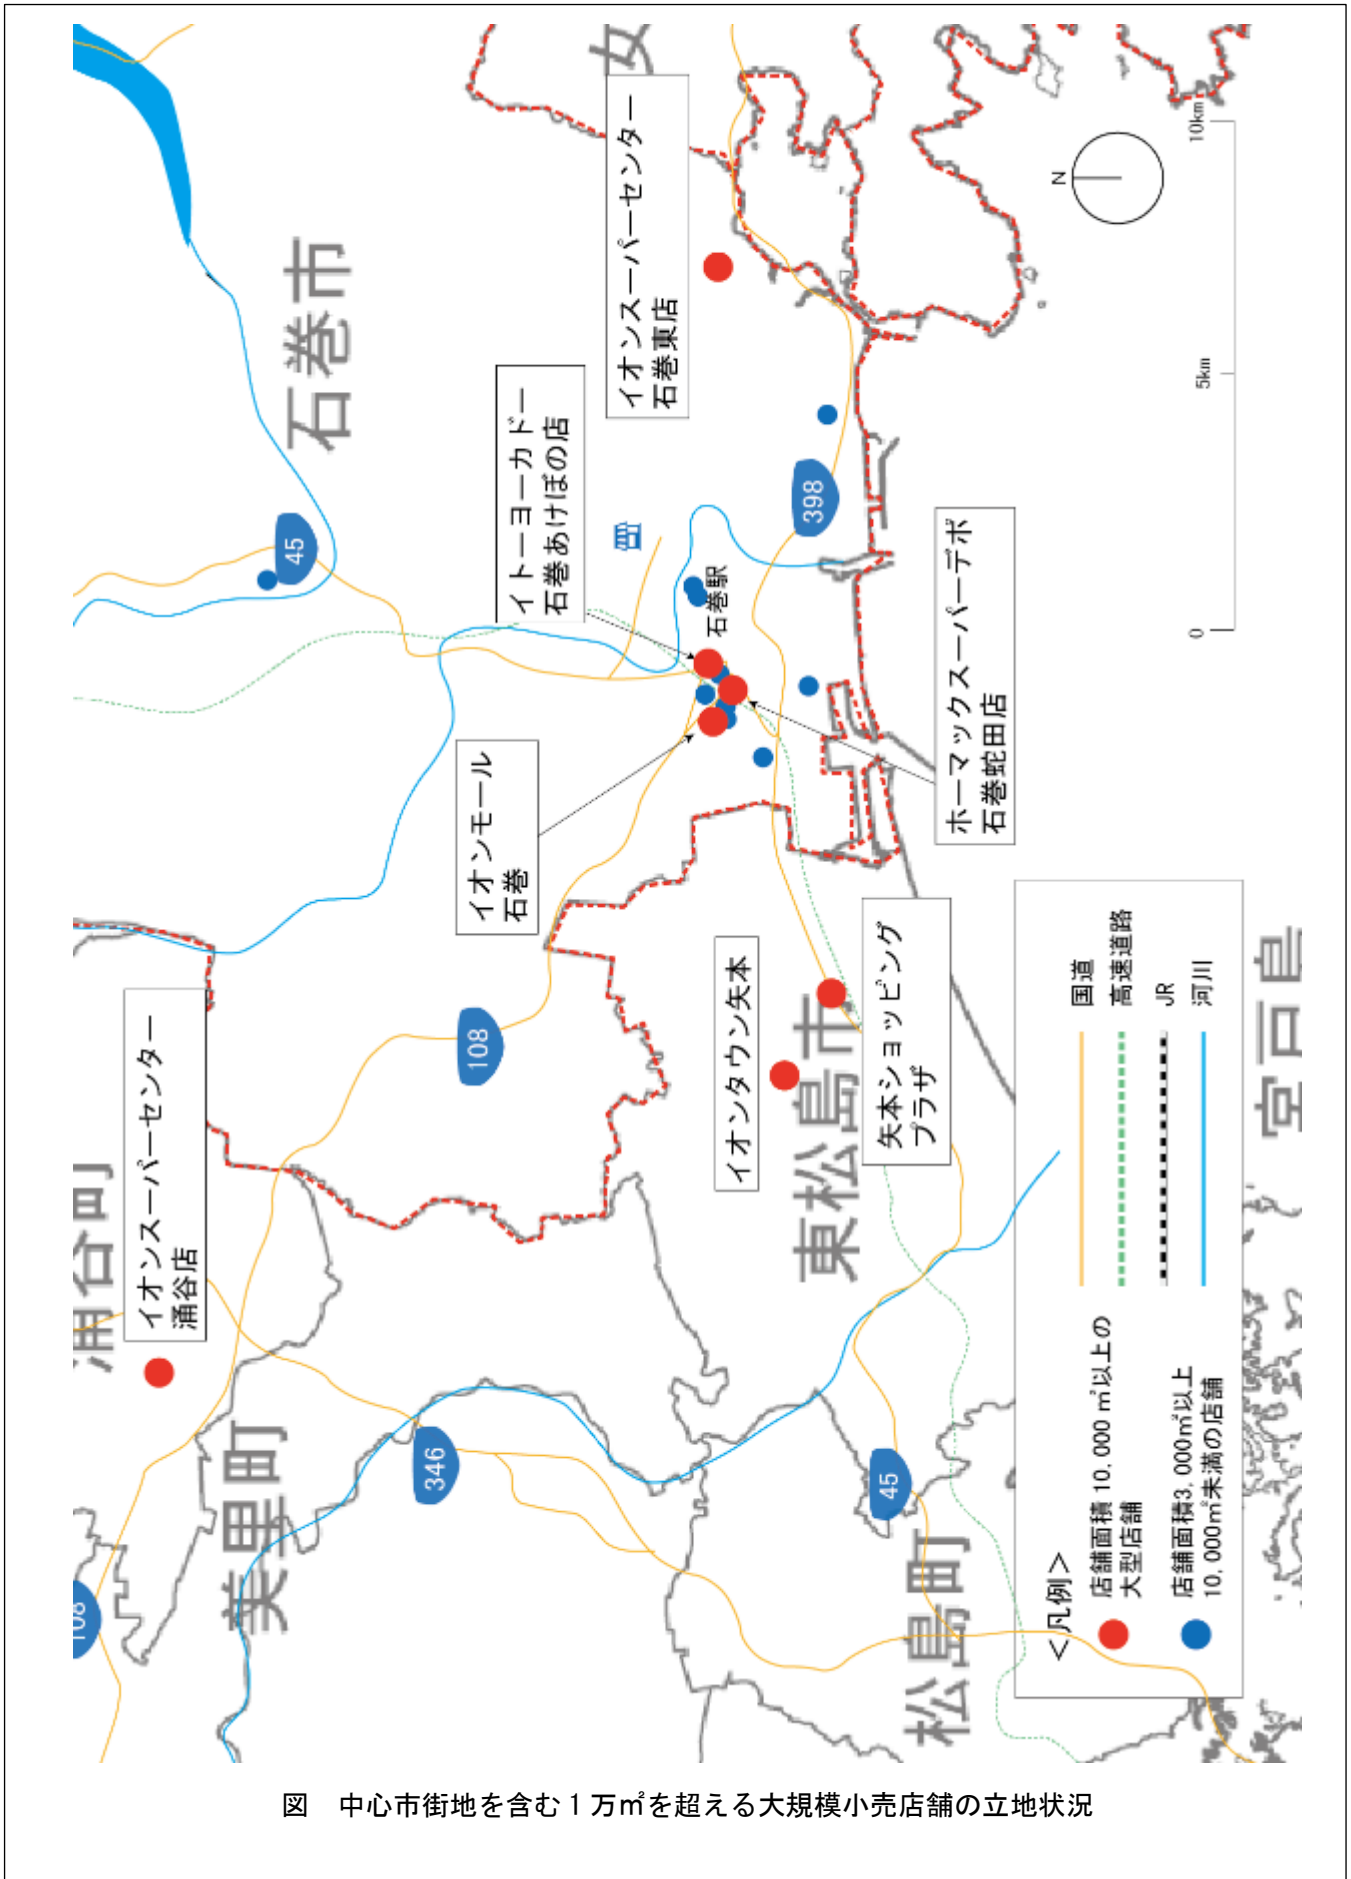 女
イオンスーパーセンター
石巻東店
石巻市
イトーヨーカドー
石巻あけぼの店
45
398
石巻駅
イオンモール
石巻
ホーマックスーパーデポ
石巻蛇田店
イオンスーパーセンター
涌谷店
涌谷町
108
イオンタウン矢本
東松島市
矢本ショッピング
プラザ
美里町
346
108
45
松島町
宮戸島
N
0
5km
10km
<凡例>
店舗面積 10,000 ㎡以上の
大型店舗
店舗面積3,000㎡以上
10,000㎡未満の店舗
国道
高速道路
JR
河川
図　中心市街地を含む1万㎡を超える大規模小売店舗の立地状況